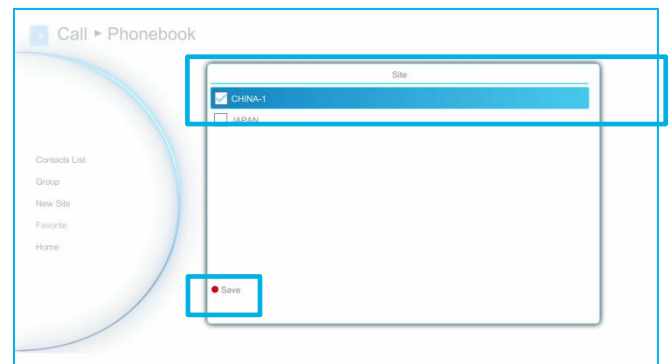 Call ▸ Phonebook
Site
CHINA-1
JAPAN
Contacts List
Group
New Site
Favorite
Home
Save